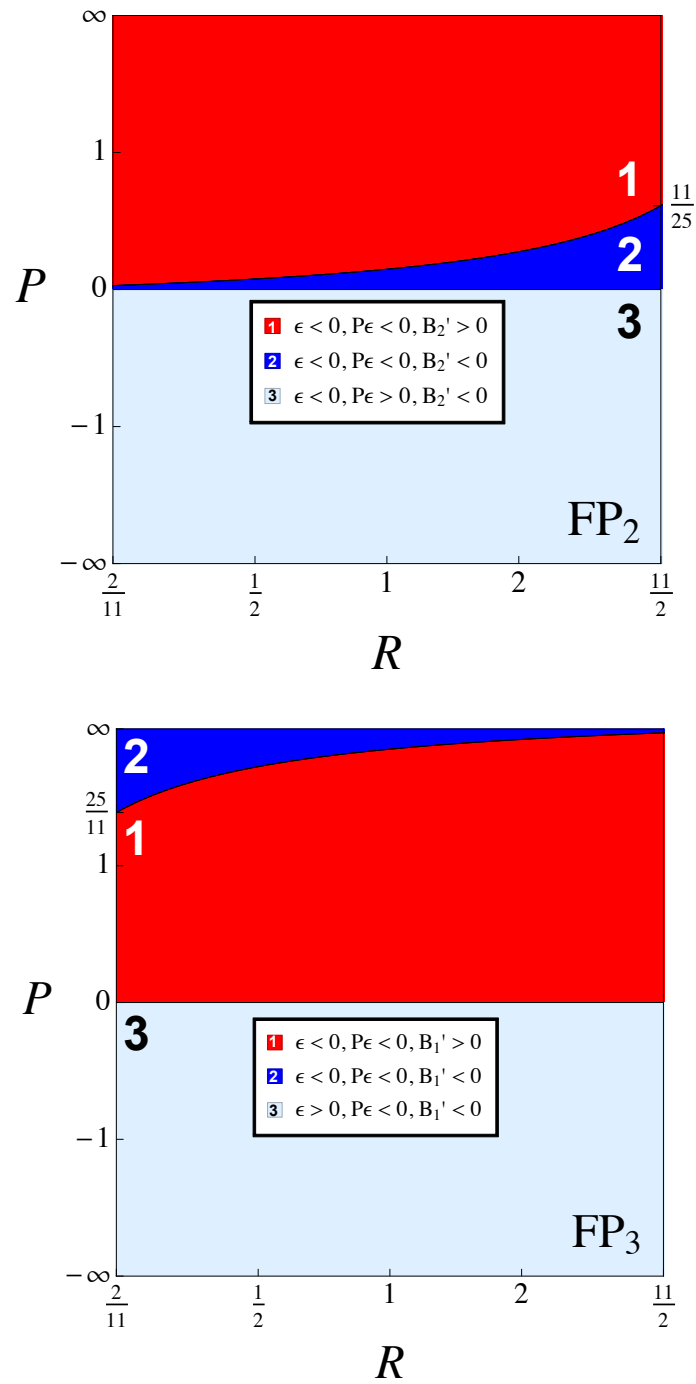 ∞
1
1
11/25
2
P
0
3
1 ϵ < 0, Pϵ < 0, B₂' > 0
2 ϵ < 0, Pϵ < 0, B₂' < 0
3 ϵ < 0, Pϵ > 0, B₂' < 0
−1
FP₂
−∞
2/11 1/2 1 2 11/2
R
∞
2
25/11
1
1
P
0
3
1 ϵ < 0, Pϵ < 0, B₁' > 0
2 ϵ < 0, Pϵ < 0, B₁' < 0
3 ϵ > 0, Pϵ < 0, B₁' < 0
−1
FP₃
−∞
2/11 1/2 1 2 11/2
R